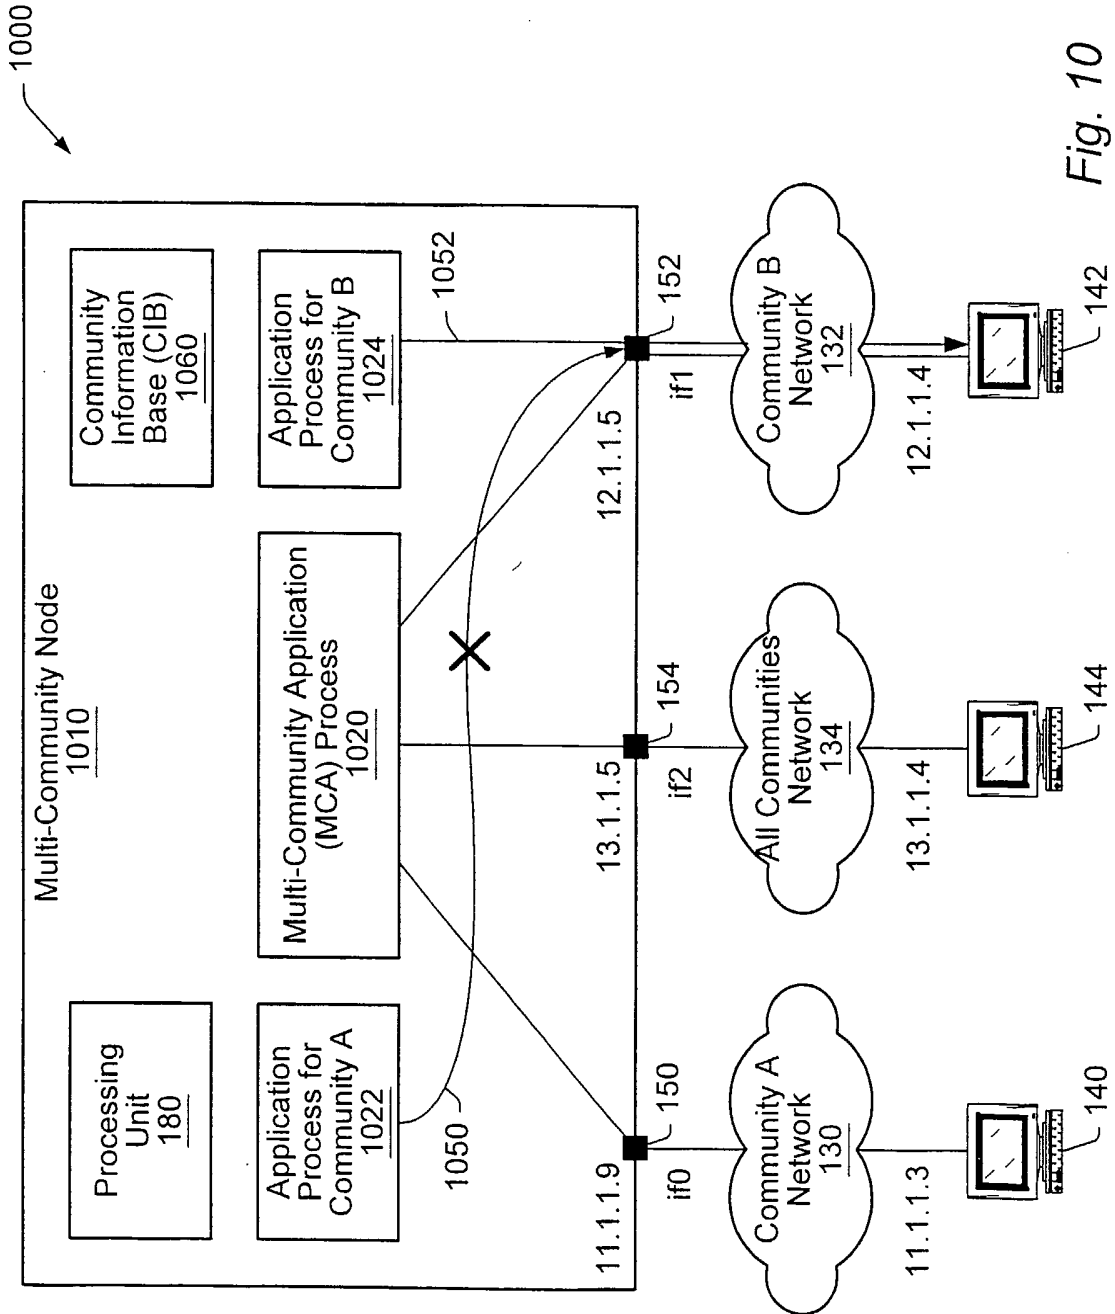 1000
Multi-Community Node
1010
Processing
Unit
180
Community
Information
Base (CIB)
1060
Application
Process for
Community A
1022
Multi-Community Application
(MCA) Process
1020
Application
Process for
Community B
1024
1050
1052
11.1.1.9
150
13.1.1.5
154
12.1.1.5
152
if0
if2
if1
Community A
Network
130
All Communities
Network
134
Community B
Network
132
11.1.1.3
13.1.1.4
12.1.1.4
140
144
142
Fig. 10